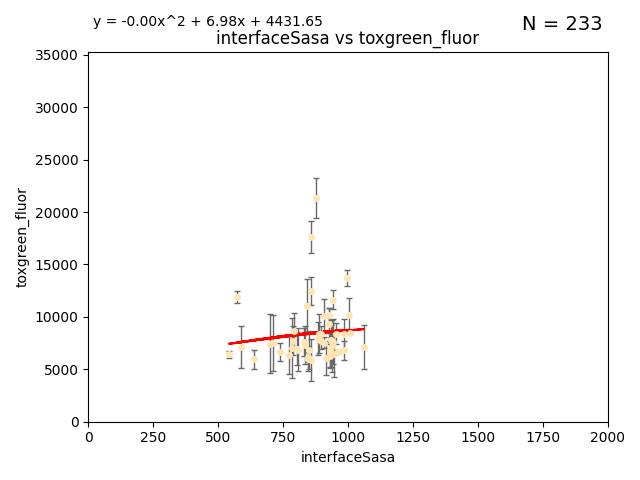 y = -0.00x^2 + 6.98x + 4431.65
N = 233
interfaceSasa vs toxgreen_fluor
35000
30000
25000
20000
15000
10000
5000
0
toxgreen_fluor
0 250 500 750 1000 1250 1500 1750 2000
interfaceSasa